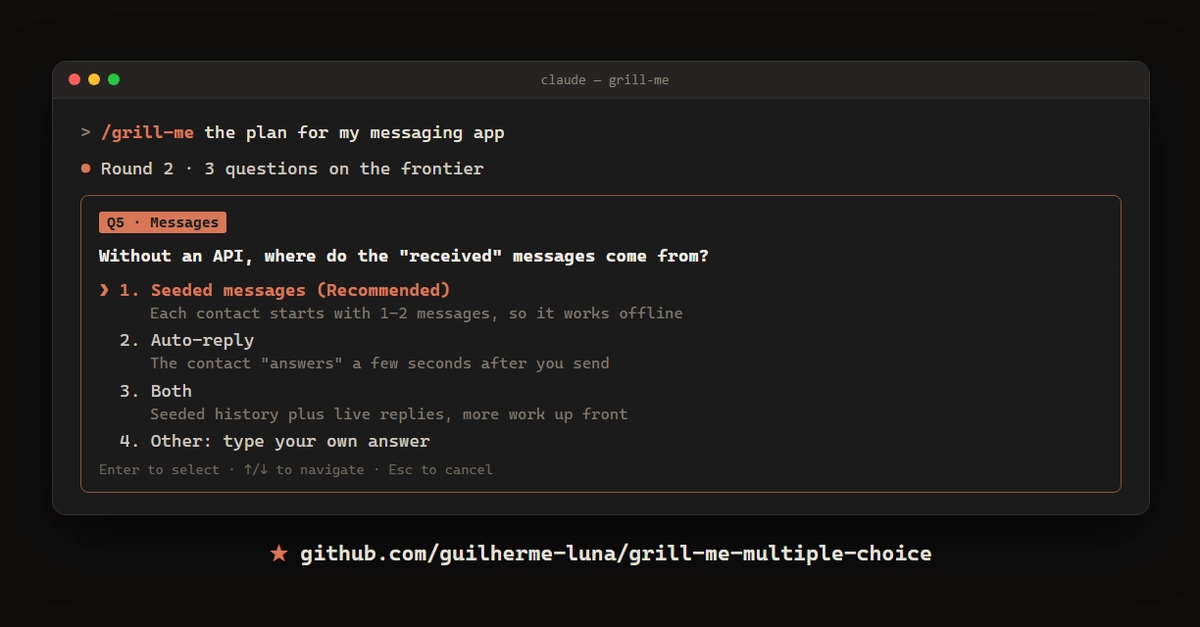 claude — grill-me
> /grill-me the plan for my messaging app
● Round 2 · 3 questions on the frontier
Q5 · Messages
Without an API, where do the "received" messages come from?
❯ 1. Seeded messages (Recommended)
Each contact starts with 1–2 messages, so it works offline
2. Auto-reply
The contact "answers" a few seconds after you send
3. Both
Seeded history plus live replies, more work up front
4. Other: type your own answer
Enter to select · ↑/↓ to navigate · Esc to cancel
★ github.com/guilherme-luna/grill-me-multiple-choice